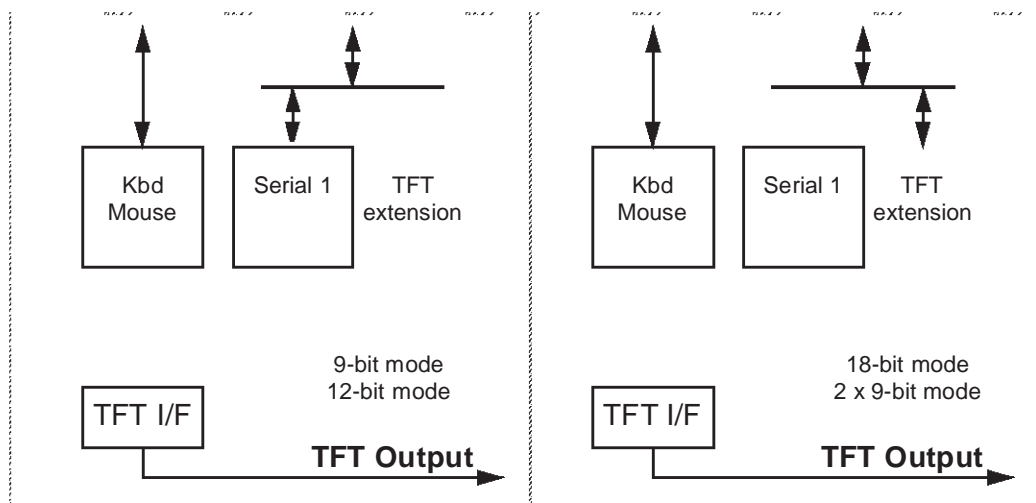 Kbd
Mouse
Serial 1
TFT
extension
9-bit mode
12-bit mode
TFT I/F
TFT Output
Kbd
Mouse
Serial 1
TFT
extension
18-bit mode
2 x 9-bit mode
TFT I/F
TFT Output